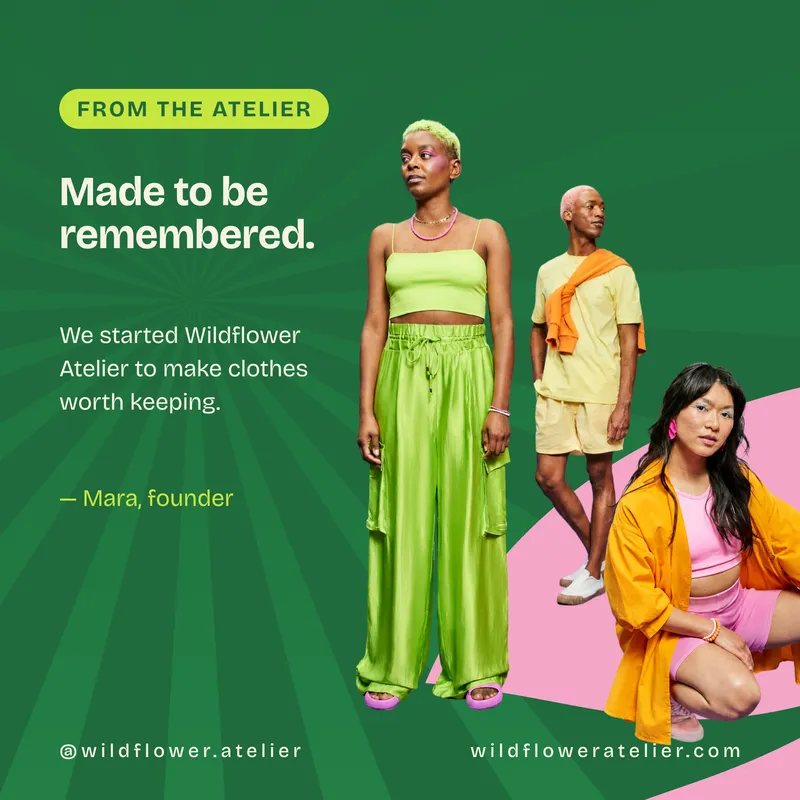 FROM THE ATELIER
Made to be
remembered.
We started Wildflower
Atelier to make clothes
worth keeping.
— Mara, founder
@wildflower.atelier
wildfloweratelier.com